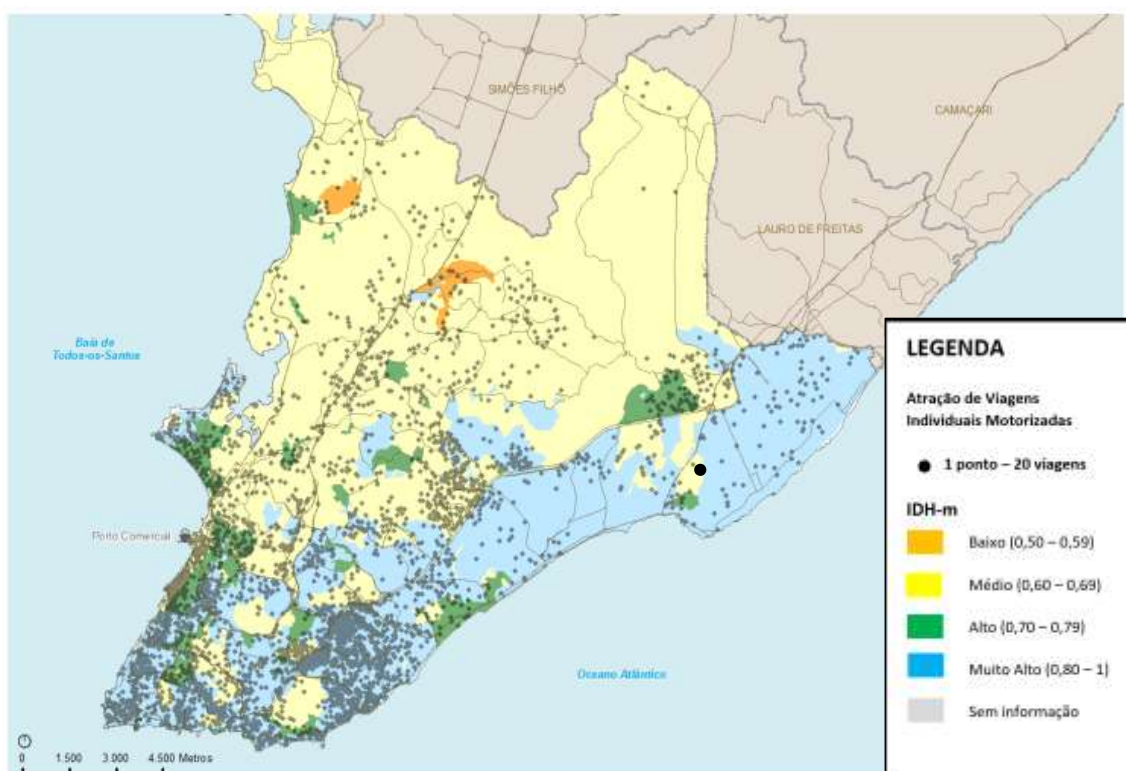 SIMÕES FILHO
CAMAÇARI
LAURO DE FREITAS
Baía de
Todos-os-Santos
Porto Comercial
Oceano Atlântico
0 1.500 3.000 4.500 Metros
LEGENDA
Atração de Viagens
Individuais Motorizadas
1 ponto – 20 viagens
IDH-m
Baixo (0,50 – 0,59)
Médio (0,60 – 0,69)
Alto (0,70 – 0,79)
Muito Alto (0,80 – 1)
Sem informação